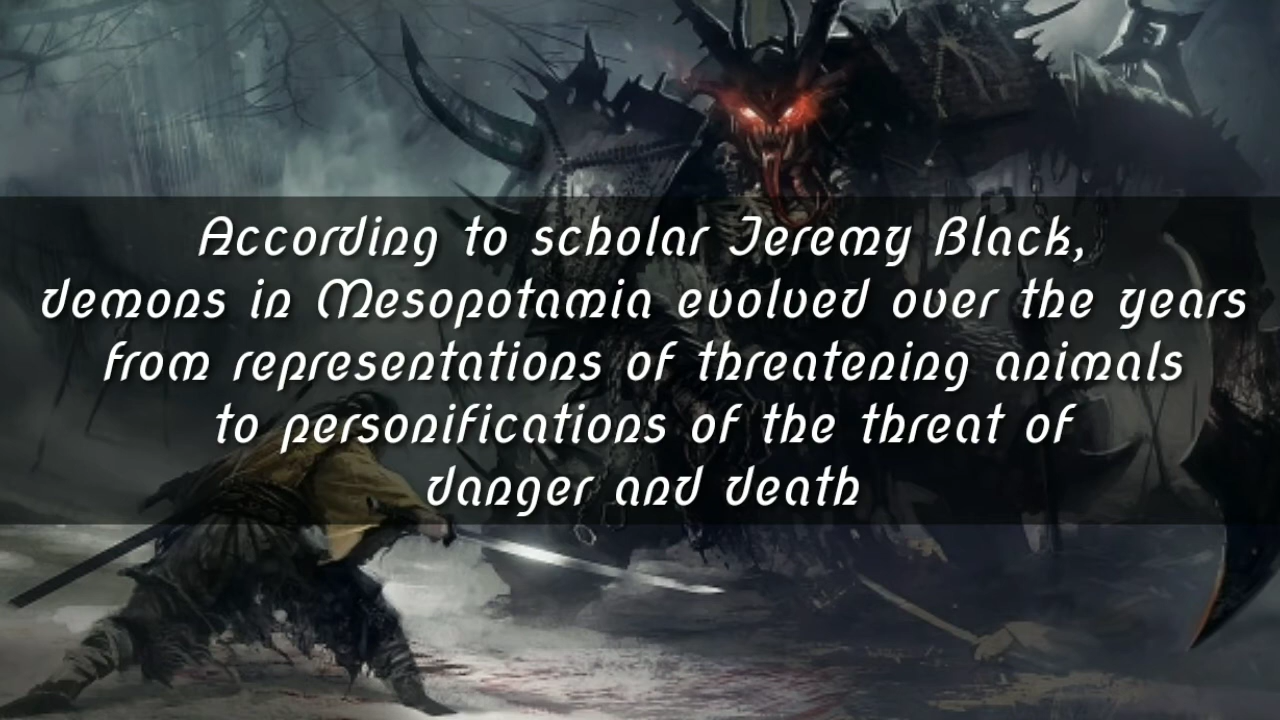 According to scholar Jeremy Black,
demons in Mesopotamia evolved over the years
from representations of threatening animals
to personifications of the threat of
danger and death